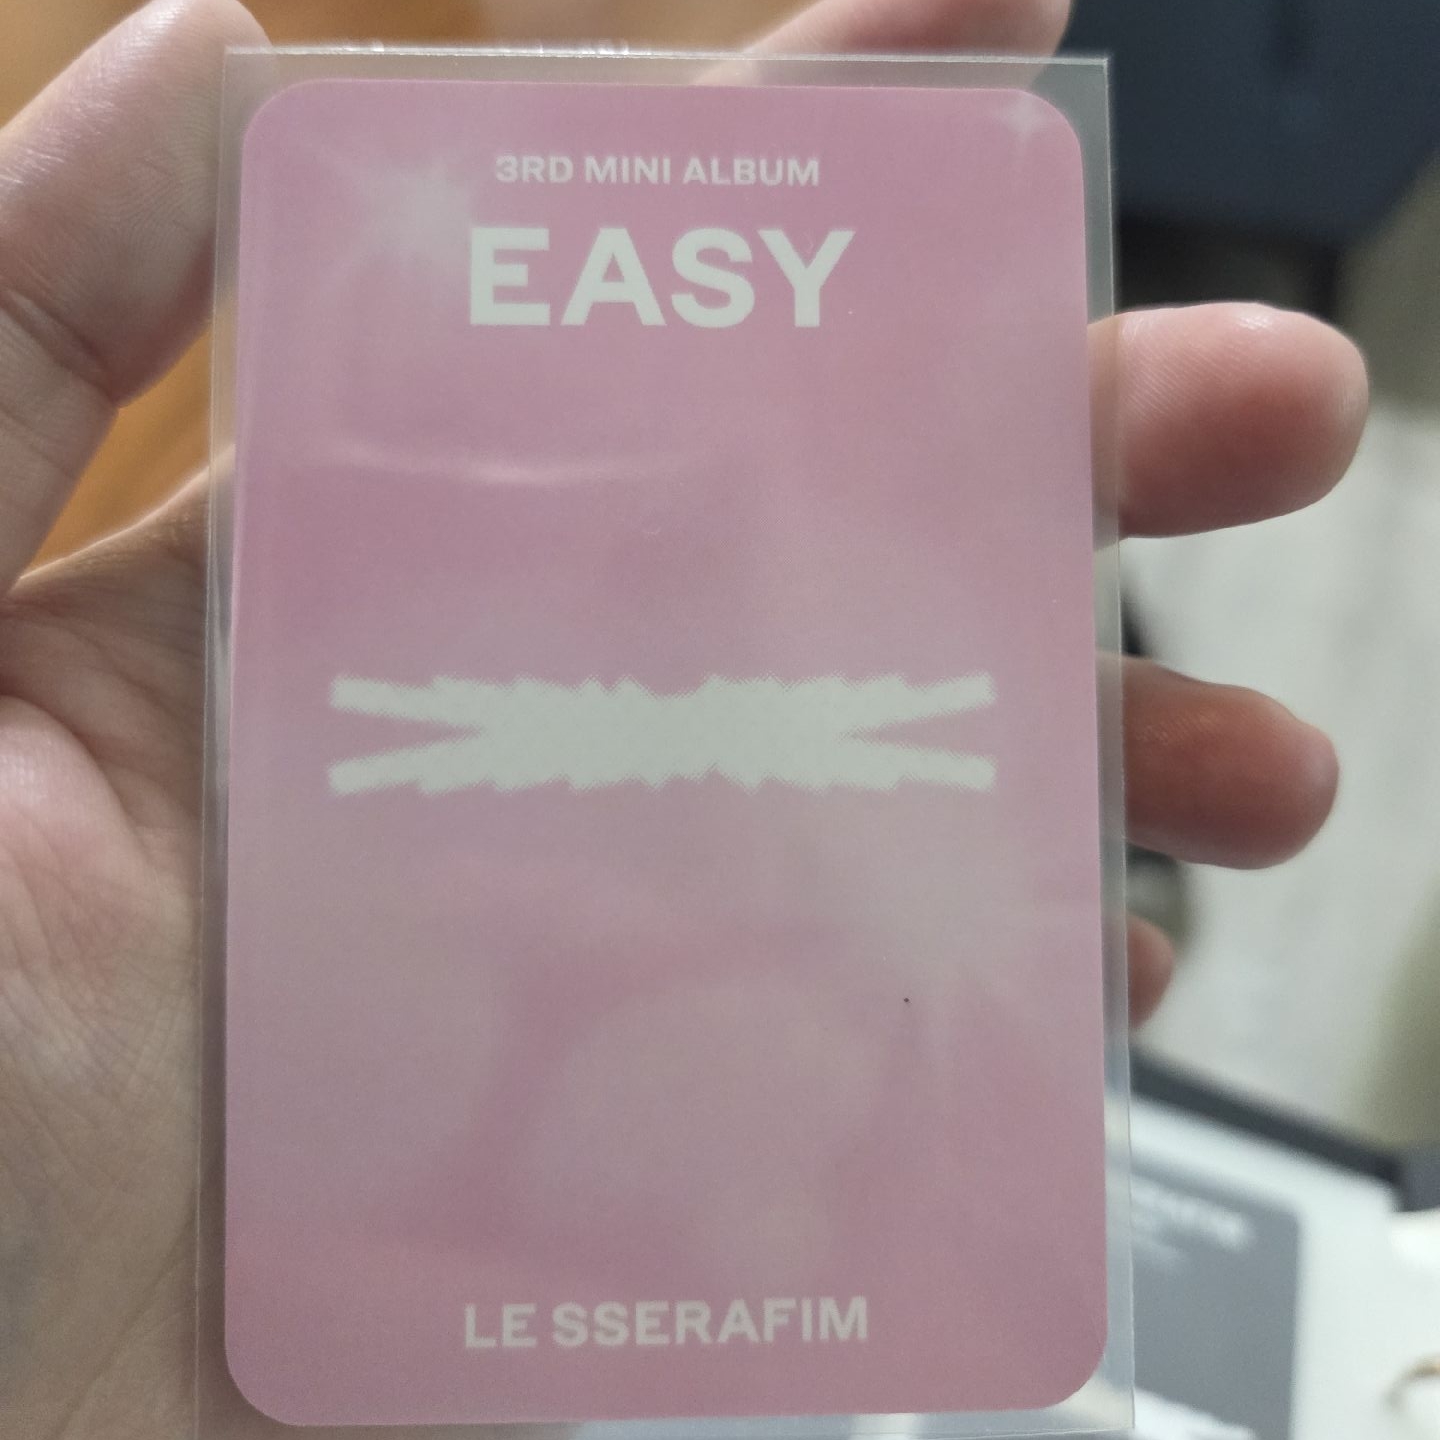 3RD MINI ALBUM
EASY
LE SSERAFIM